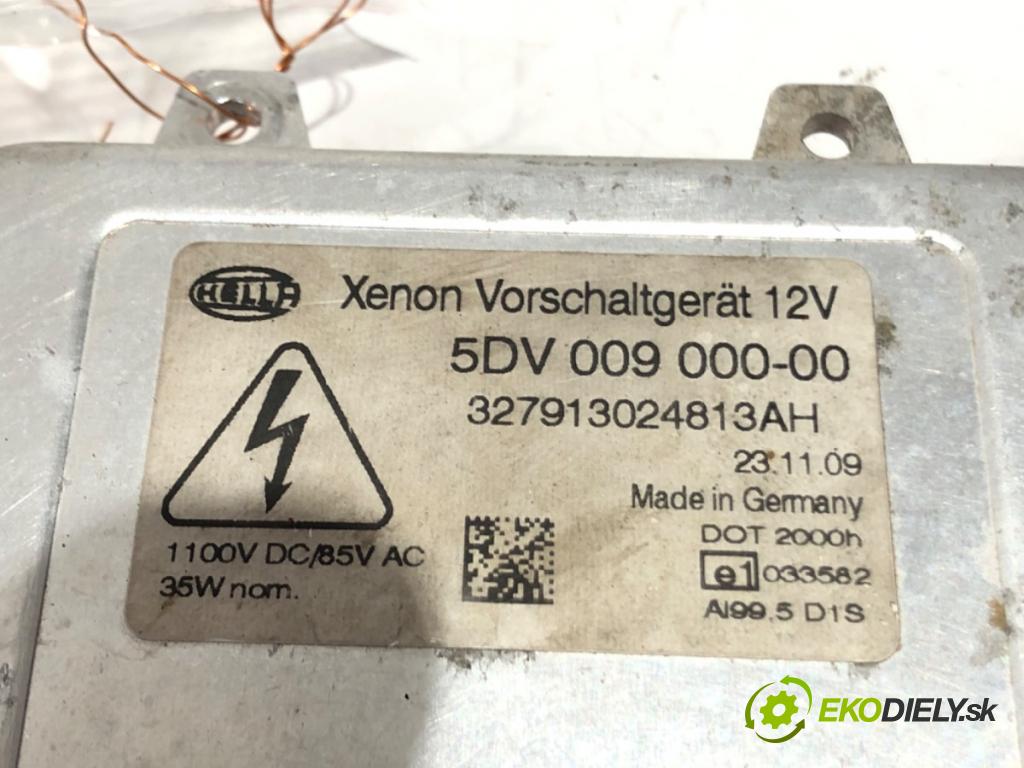 HELLA Xenon Vorschaltgerät 12V
5DV 009 000-00
327913024813AH
23.11.09
Made in Germany
DOT 2000h
1100V DC/85V AC
e1 033582
35W nom.
Al99.5 D1S
EKODIELY.sk